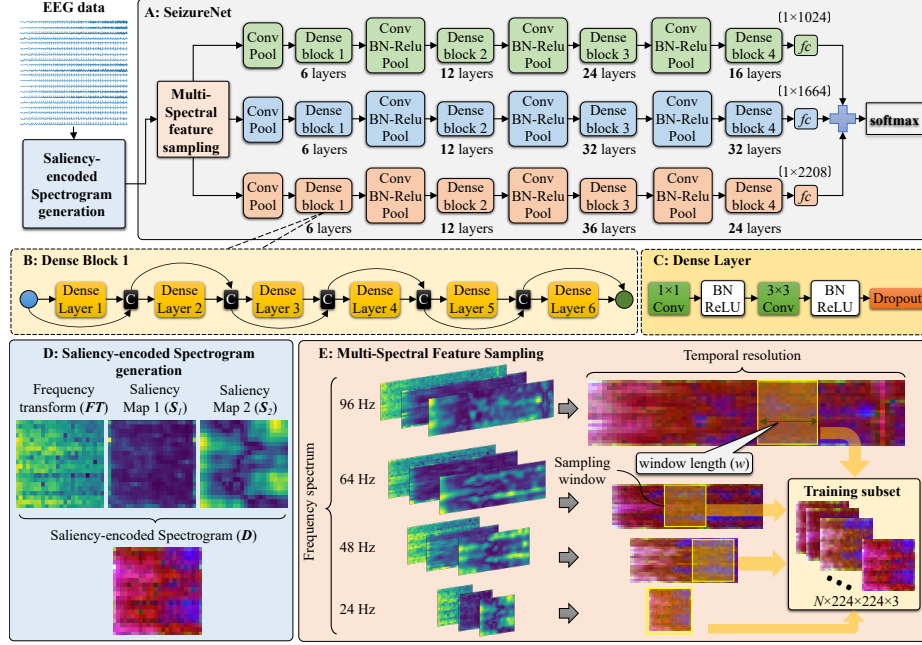 EEG data
Saliency-encoded Spectrogram generation
A: SeizureNet
Multi-Spectral feature sampling
Conv Pool
Dense block 1
6 layers
Conv BN-Relu Pool
Dense block 2
12 layers
Conv BN-Relu Pool
Dense block 3
24 layers
Conv BN-Relu Pool
Dense block 4
16 layers
fc
(1×1024)
Conv Pool
Dense block 1
6 layers
Conv BN-Relu Pool
Dense block 2
12 layers
Conv BN-Relu Pool
Dense block 3
32 layers
Conv BN-Relu Pool
Dense block 4
32 layers
fc
(1×1664)
Conv Pool
Dense block 1
6 layers
Conv BN-Relu Pool
Dense block 2
12 layers
Conv BN-Relu Pool
Dense block 3
36 layers
Conv BN-Relu Pool
Dense block 4
24 layers
fc
(1×2208)
softmax
B: Dense Block 1
Dense Layer 1
C
Dense Layer 2
C
Dense Layer 3
C
Dense Layer 4
C
Dense Layer 5
C
Dense Layer 6
C: Dense Layer
1×1 Conv
BN ReLU
3×3 Conv
BN ReLU
Dropout
D: Saliency-encoded Spectrogram generation
Frequency transform (FT)
Saliency Map 1 (S1)
Saliency Map 2 (S2)
Saliency-encoded Spectrogram (D)
E: Multi-Spectral Feature Sampling
Frequency spectrum
96 Hz
64 Hz
48 Hz
24 Hz
Temporal resolution
window length (w)
Sampling window
Training subset
N×224×224×3